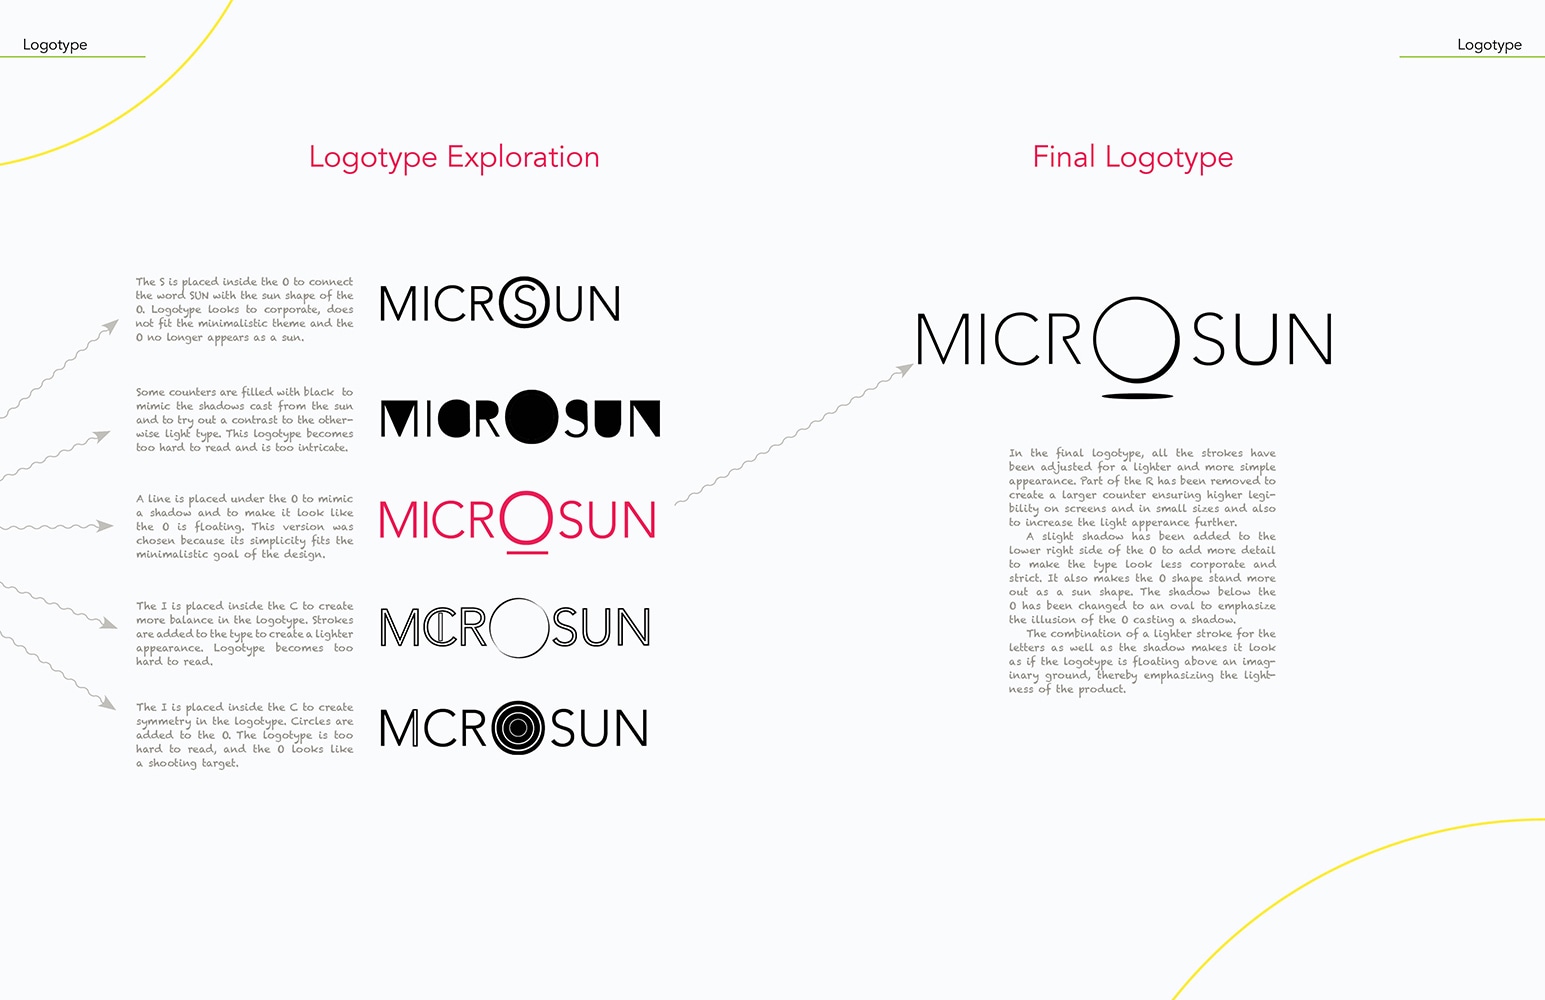 Logotype
Logotype
Logotype Exploration
Final Logotype
The S is placed inside the O to connect
the word SUN with the sun shape of the
O. Logotype looks to corporate, does
not fit the minimalistic theme and the
O no longer appears as a sun.
MICRSUN
Some counters are filled with black to
mimic the shadows cast from the sun
and to try out a contrast to the other-
wise light type. This logotype becomes
too hard to read and is too intricate.
MICROSUN
A line is placed under the O to mimic
a shadow and to make it look like
the O is floating. This version was
chosen because its simplicity fits the
minimalistic goal of the design.
MICROSUN
The I is placed inside the C to create
more balance in the logotype. Strokes
are added to the type to create a lighter
appearance. Logotype becomes too
hard to read.
MICROSUN
The I is placed inside the C to create
symmetry in the logotype. Circles are
added to the O. The logotype is too
hard to read, and the O looks like
a shooting target.
MICROSUN
MICROSUN
In the final logotype, all the strokes have
been adjusted for a lighter and more simple
appearance. Part of the R has been removed to
create a larger counter ensuring higher legi-
bility on screens and in small sizes and also
to increase the light apperance further.
A slight shadow has been added to the
lower right side of the O to add more detail
to make the type look less corporate and
strict. It also makes the O shape stand more
out as a sun shape. The shadow below the
O has been changed to an oval to emphasize
the illusion of the O casting a shadow.
The combination of a lighter stroke for the
letters as well as the shadow makes it look
as if the logotype is floating above an imag-
inary ground, thereby emphasizing the light-
ness of the product.